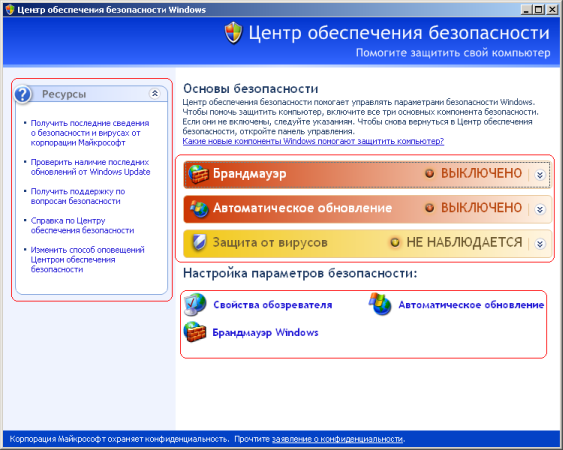 Центр обеспечения безопасности Windows
Центр обеспечения безопасности
Помогите защитить свой компьютер
Ресурсы
Получить последние сведения
о безопасности и вирусах от
корпорации Майкрософт
Проверить наличие последних
обновлений от Windows Update
Получить поддержку по
вопросам безопасности
Справка по Центру
обеспечения безопасности
Изменить способ оповещений
Центром обеспечения
безопасности
Основы безопасности
Центр обеспечения безопасности помогает управлять параметрами безопасности Windows.
Чтобы помочь защитить компьютер, включите все три основных компонента безопасности.
Если они не включены, следуйте указаниям. Чтобы снова вернуться в Центр обеспечения
безопасности, откройте панель управления.
Какие новые компоненты Windows помогают защитить компьютер?
Брандмауэр ВЫКЛЮЧЕНО
Автоматическое обновление ВЫКЛЮЧЕНО
Защита от вирусов НЕ НАБЛЮДАЕТСЯ
Настройка параметров безопасности:
Свойства обозревателя Автоматическое обновление
Брандмауэр Windows
Корпорация Майкрософт охраняет конфиденциальность. Прочтите заявление о конфиденциальности.